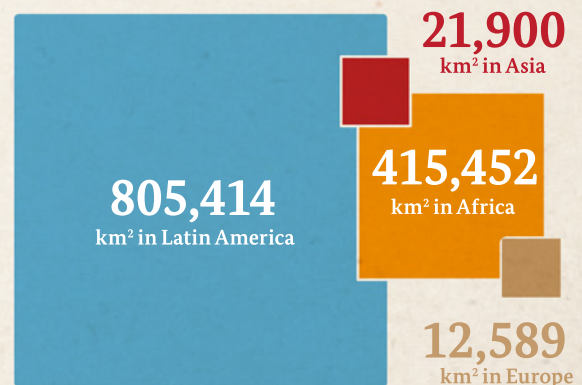 21,900
km² in Asia
415,452
km² in Africa
805,414
km² in Latin America
12,589
km² in Europe